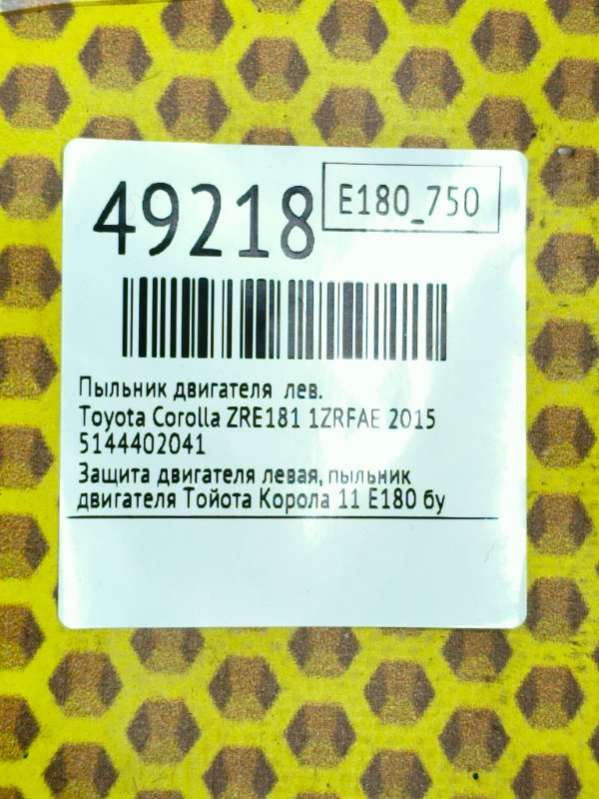 49218
E180_750
Пыльник двигателя лев.
Toyota Corolla ZRE181 1ZRFAE 2015
5144402041
Защита двигателя левая, пыльник
двигателя Тойота Корола 11 Е180 бу